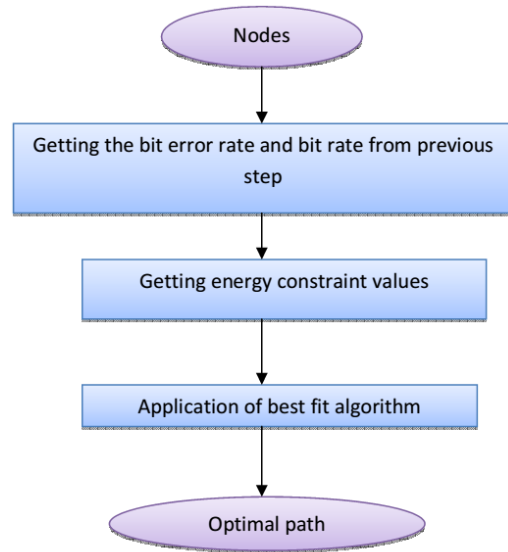 Nodes
Getting the bit error rate and bit rate from previous
step
Getting energy constraint values
Application of best fit algorithm
Optimal path